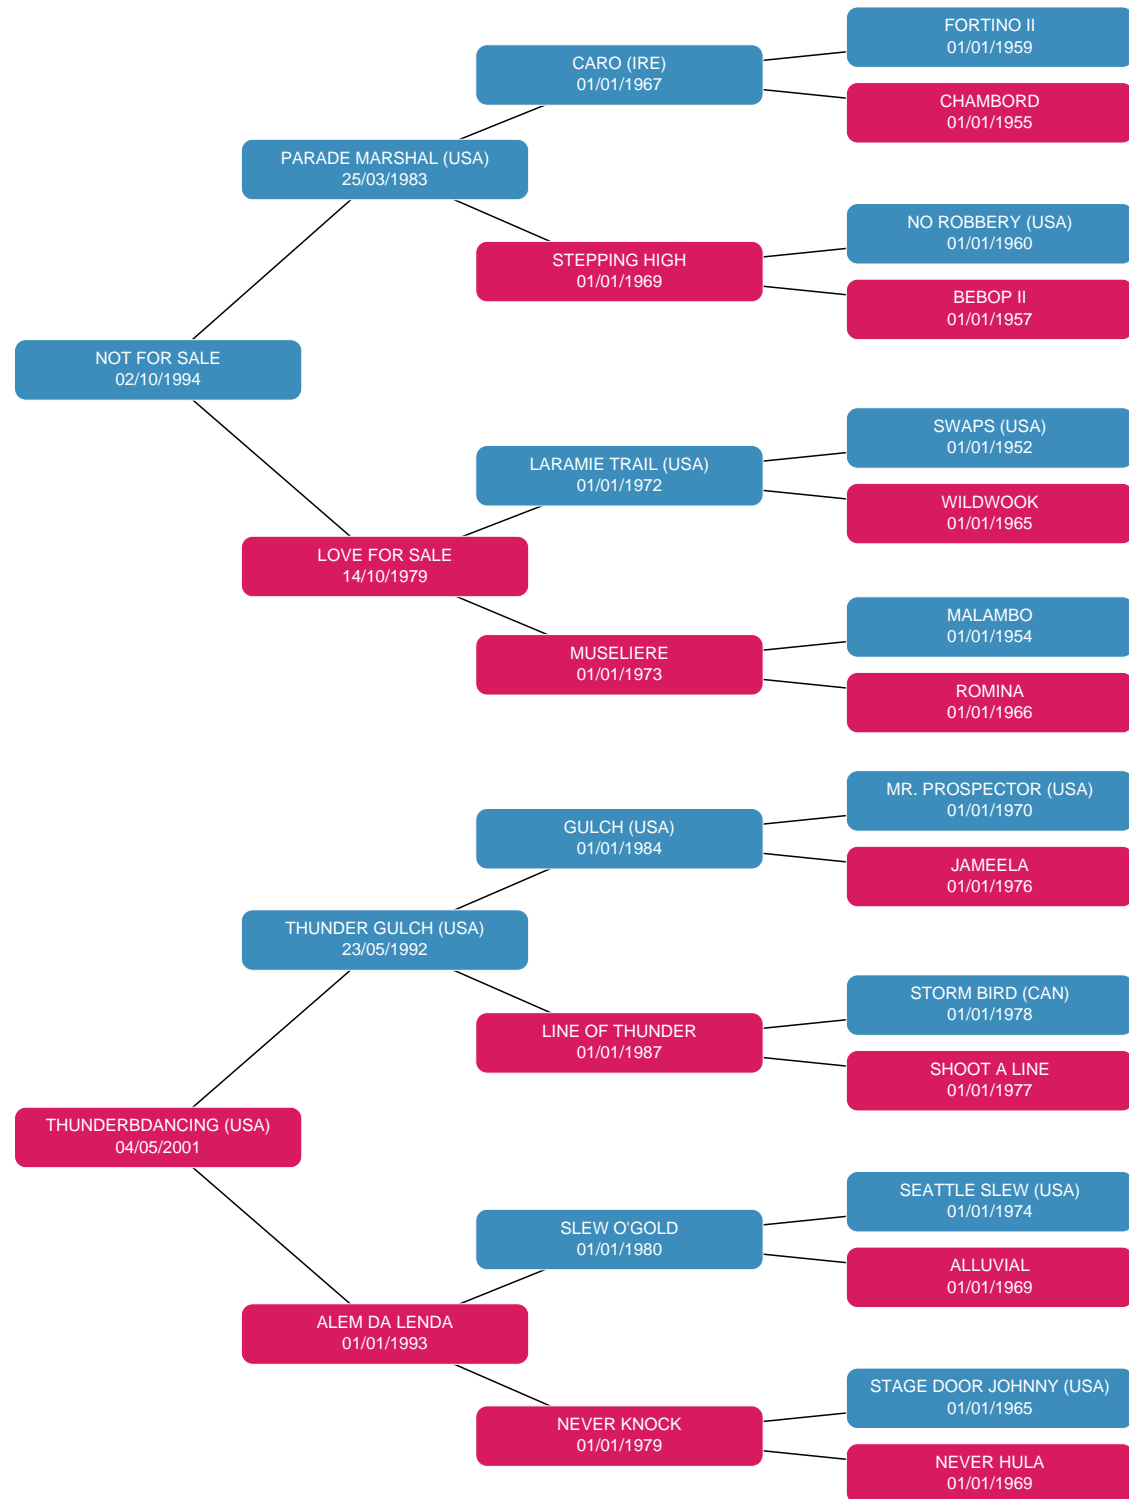 FORTINO II
01/01/1959
CARO (IRE)
01/01/1967
CHAMBORD
01/01/1955
PARADE MARSHAL (USA)
25/03/1983
NO ROBBERY (USA)
01/01/1960
STEPPING HIGH
01/01/1969
BEBOP II
01/01/1957
NOT FOR SALE
02/10/1994
SWAPS (USA)
01/01/1952
LARAMIE TRAIL (USA)
01/01/1972
WILDWOOK
01/01/1965
LOVE FOR SALE
14/10/1979
MALAMBO
01/01/1954
MUSELIERE
01/01/1973
ROMINA
01/01/1966
MR. PROSPECTOR (USA)
01/01/1970
GULCH (USA)
01/01/1984
JAMEELA
01/01/1976
THUNDER GULCH (USA)
23/05/1992
STORM BIRD (CAN)
01/01/1978
LINE OF THUNDER
01/01/1987
SHOOT A LINE
01/01/1977
THUNDERBDANCING (USA)
04/05/2001
SEATTLE SLEW (USA)
01/01/1974
SLEW O'GOLD
01/01/1980
ALLUVIAL
01/01/1969
ALEM DA LENDA
01/01/1993
STAGE DOOR JOHNNY (USA)
01/01/1965
NEVER KNOCK
01/01/1979
NEVER HULA
01/01/1969